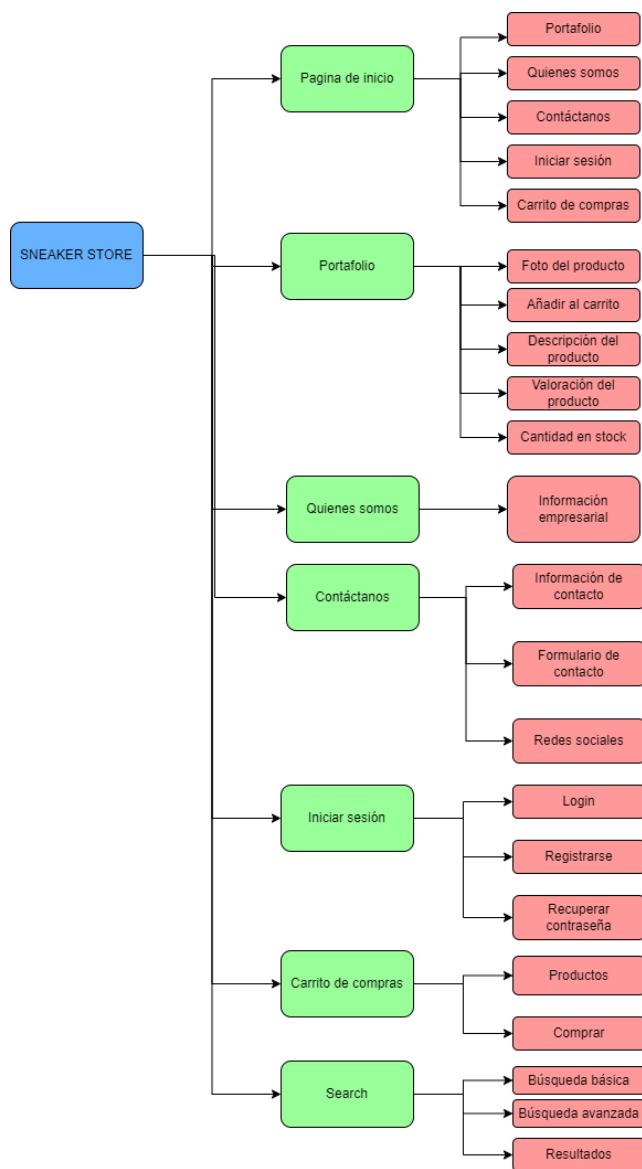 SNEAKER STORE
Pagina de inicio
Portafolio
Quienes somos
Contáctanos
Iniciar sesión
Carrito de compras
Portafolio
Foto del producto
Añadir al carrito
Descripción del
producto
Valoración del
producto
Cantidad en stock
Quienes somos
Información
empresarial
Contáctanos
Información de
contacto
Formulario de
contacto
Redes sociales
Iniciar sesión
Login
Registrarse
Recuperar
contraseña
Carrito de compras
Productos
Comprar
Search
Búsqueda básica
Búsqueda avanzada
Resultados